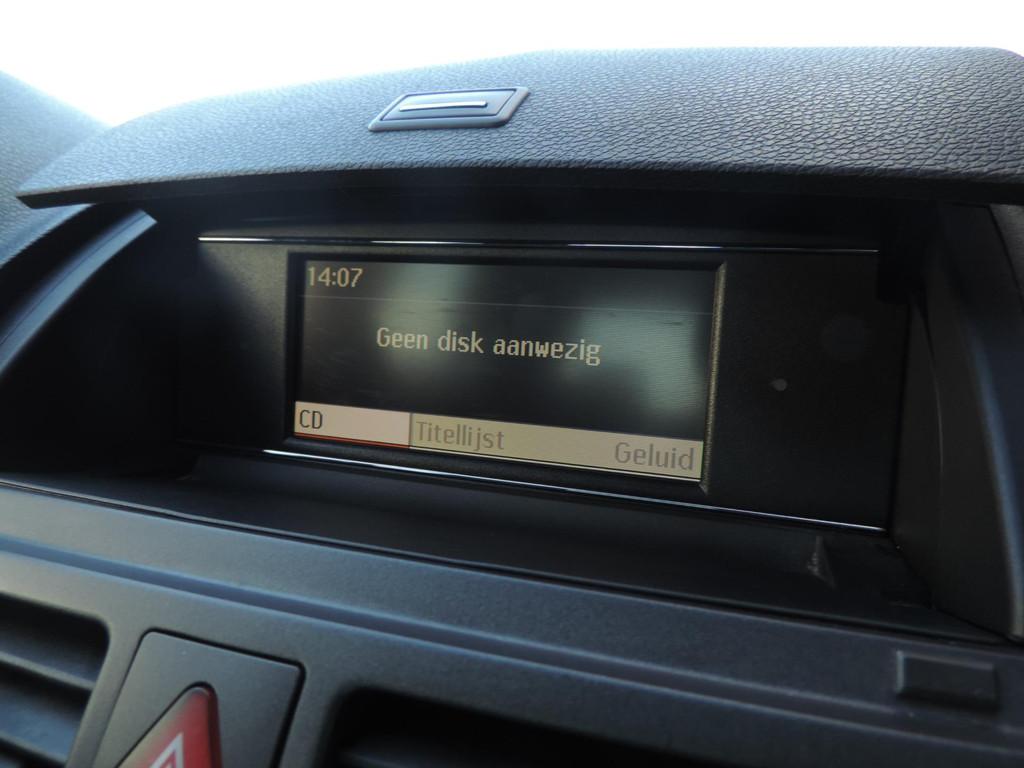 14:07
Geen disk aanwezig
CD Titellijst Geluid